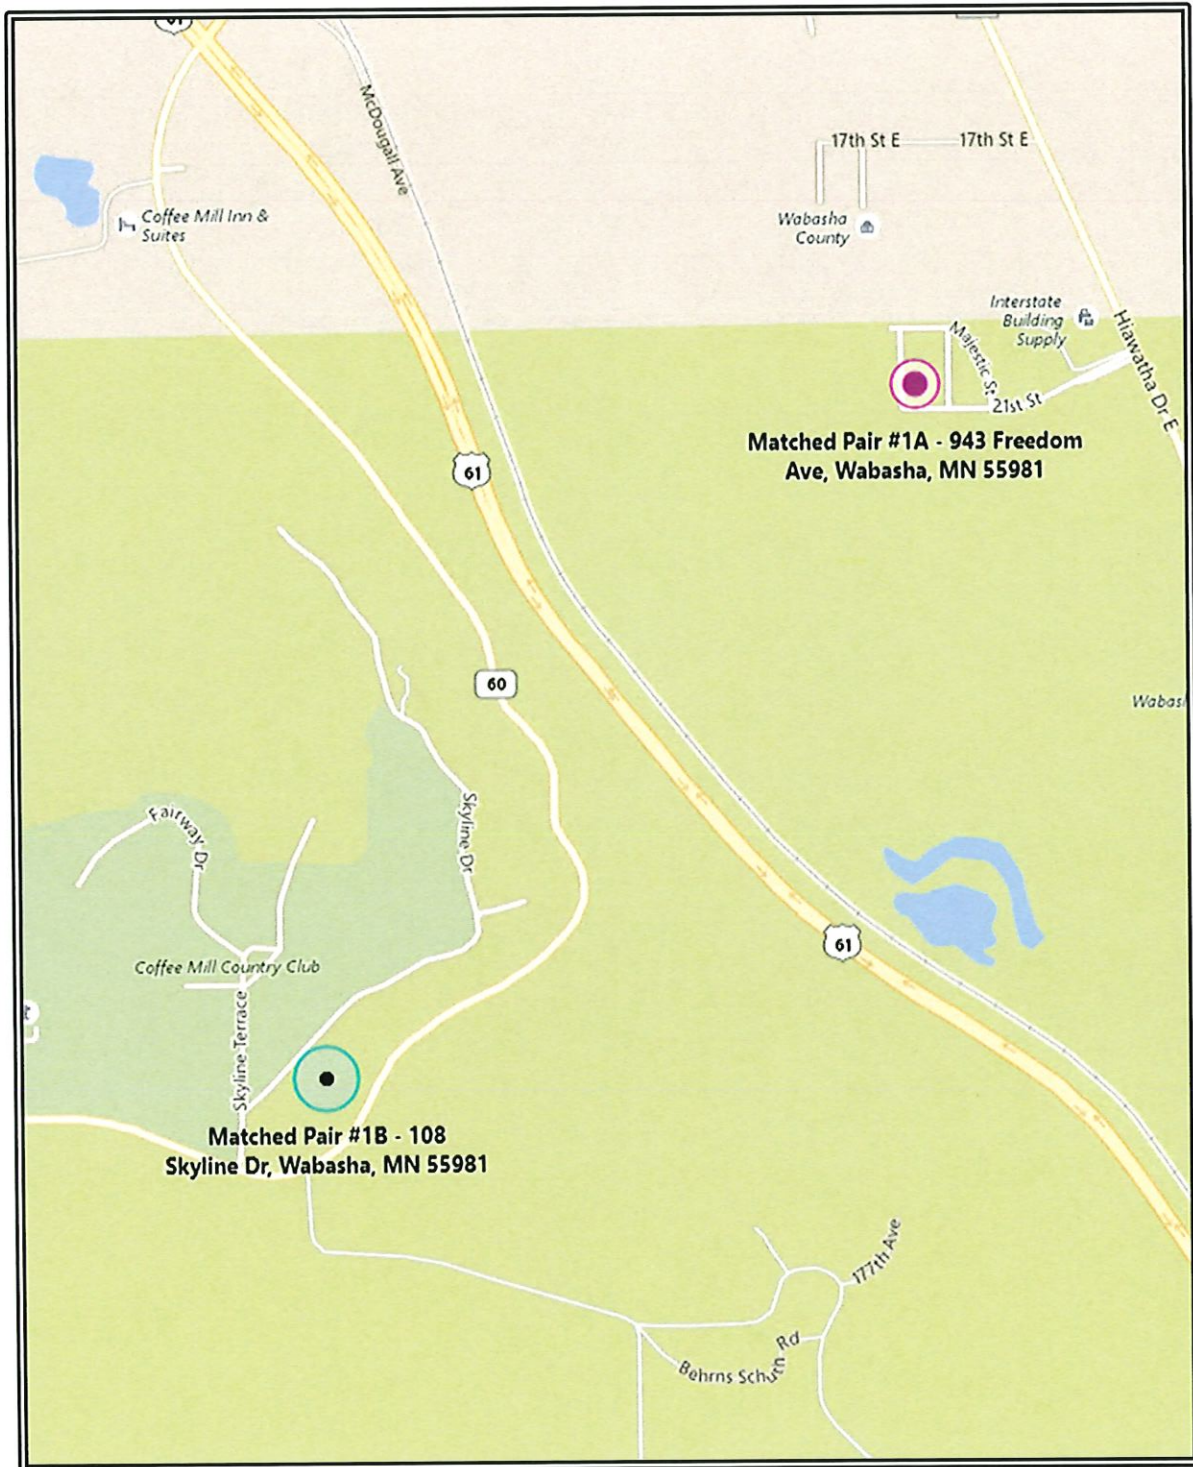 McDougall Ave
17th St E
17th St E
Coffee Mill Inn &
Suites
Wabasha
County
Interstate
Building
Supply
Majestic St
Hiawatha Dr E
21st St
Matched Pair #1A - 943 Freedom
Ave, Wabasha, MN 55981
61
60
Skyline Dr
Fairway Dr
61
Coffee Mill Country Club
Skyline Terrace
Matched Pair #1B - 108
Skyline Dr, Wabasha, MN 55981
177th Ave
Behrns Schuth Rd